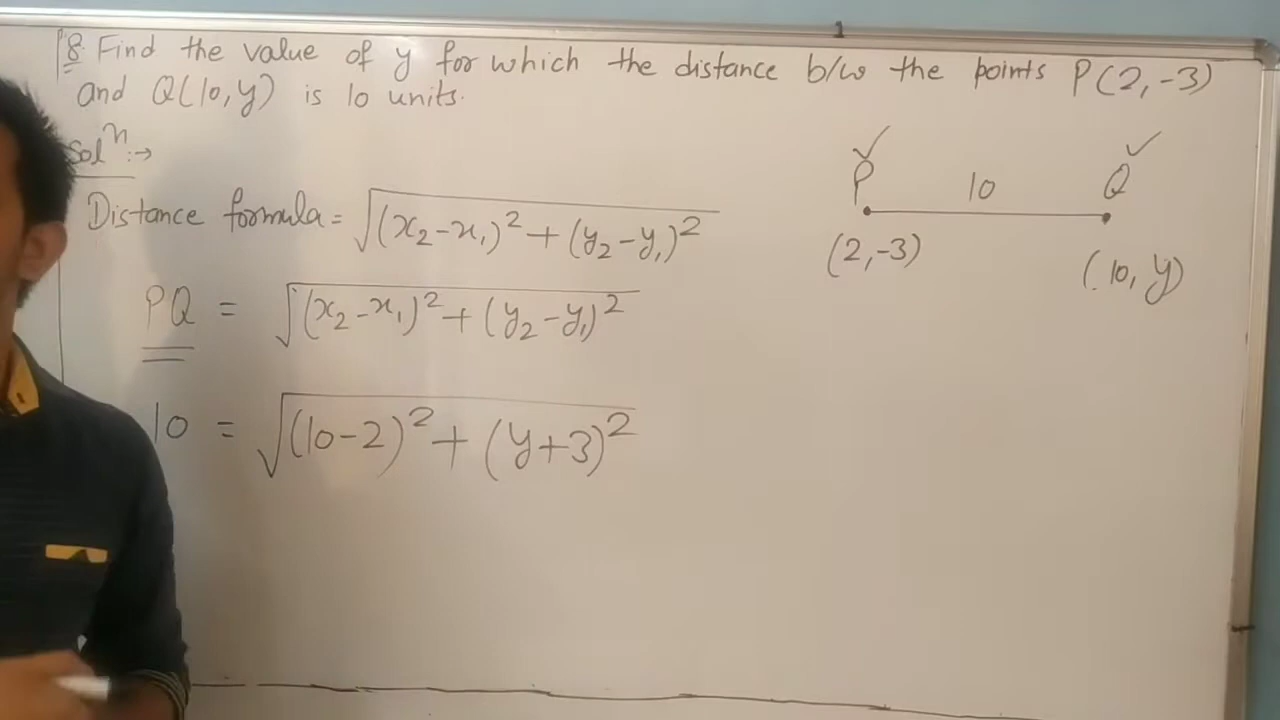 8. Find the value of y for which the distance b/w the points P(2,-3)
and Q(10,y) is 10 units.
Solⁿ:→
Distance formula = √(x₂-x₁)²+(y₂-y₁)²
PQ = √(x₂-x₁)²+(y₂-y₁)²
10 = √(10-2)²+(y+3)²
P 10 Q
(2,-3) (10,y)